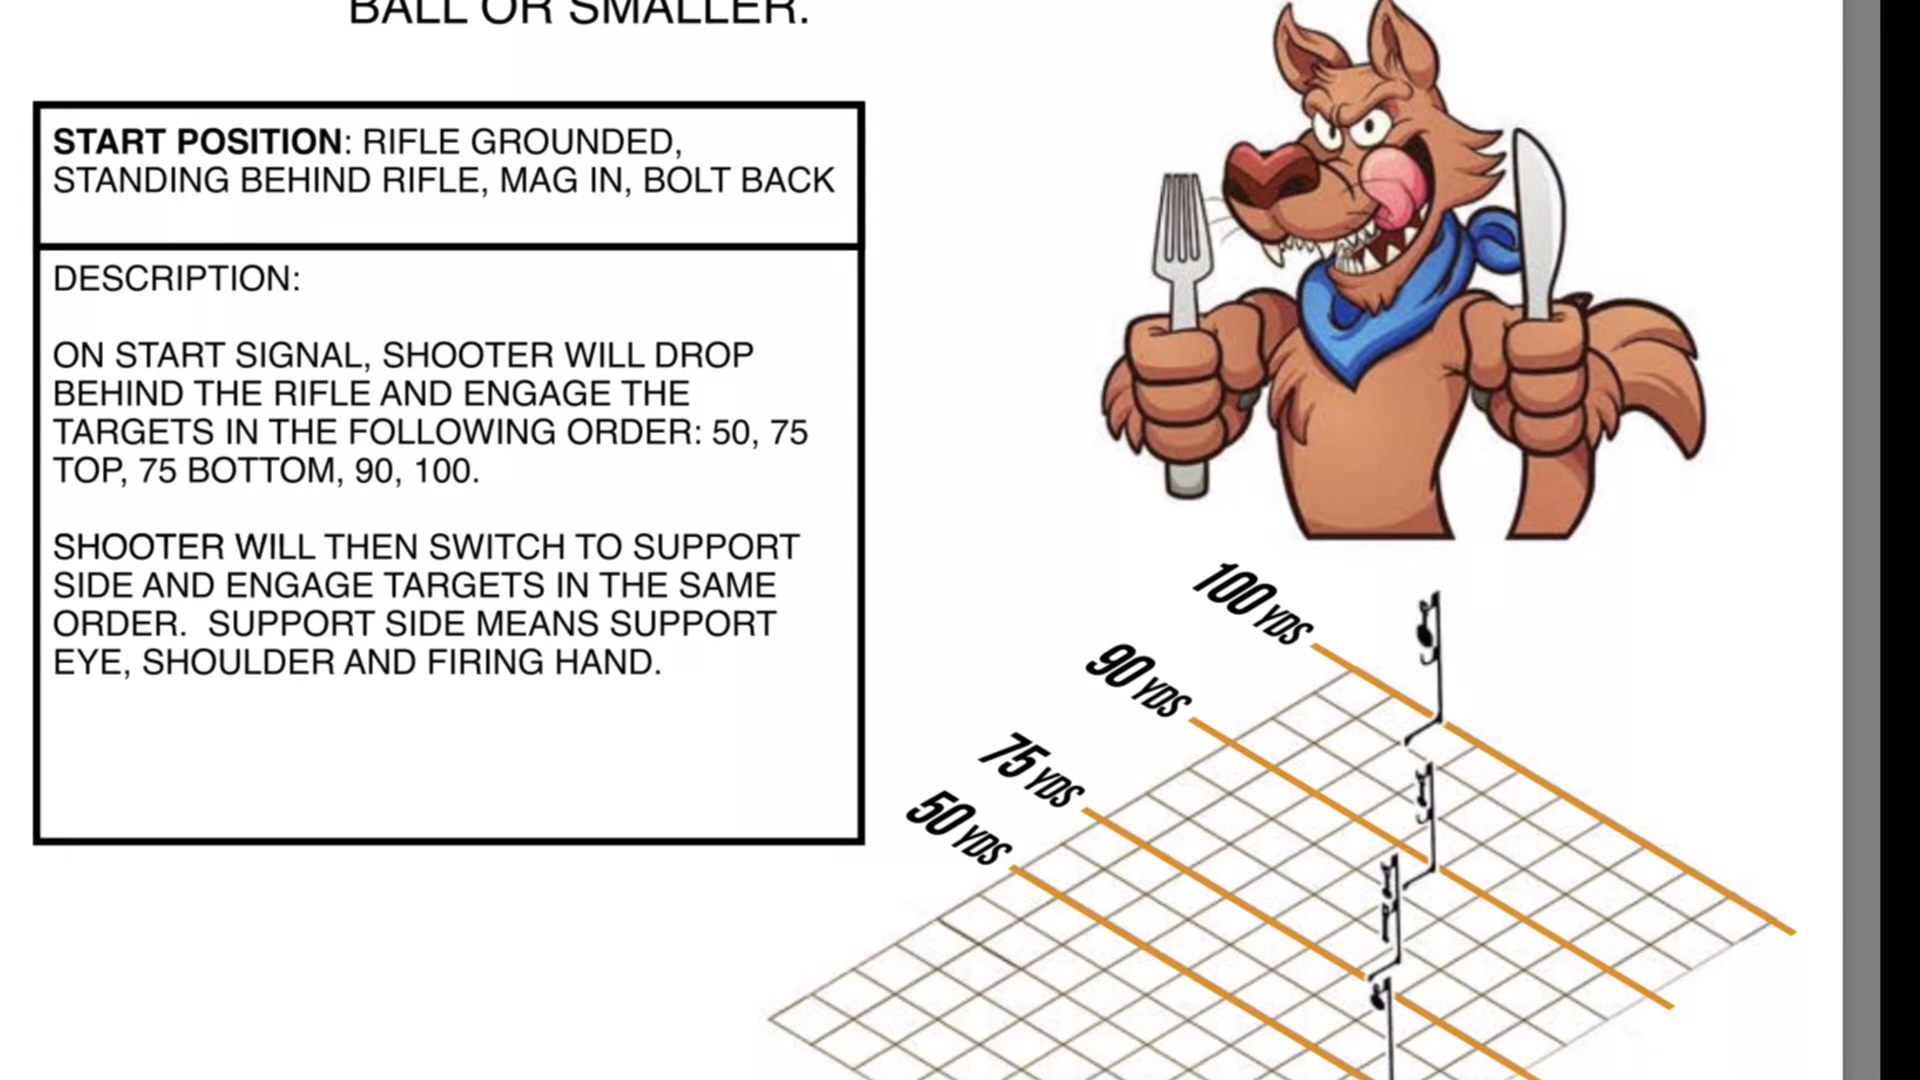 BALL OR SMALLER.
START POSITION: RIFLE GROUNDED,
STANDING BEHIND RIFLE, MAG IN, BOLT BACK
DESCRIPTION:
ON START SIGNAL, SHOOTER WILL DROP
BEHIND THE RIFLE AND ENGAGE THE
TARGETS IN THE FOLLOWING ORDER: 50, 75
TOP, 75 BOTTOM, 90, 100.
SHOOTER WILL THEN SWITCH TO SUPPORT
SIDE AND ENGAGE TARGETS IN THE SAME
ORDER.  SUPPORT SIDE MEANS SUPPORT
EYE, SHOULDER AND FIRING HAND.
100 YDS
90 YDS
75 YDS
50 YDS